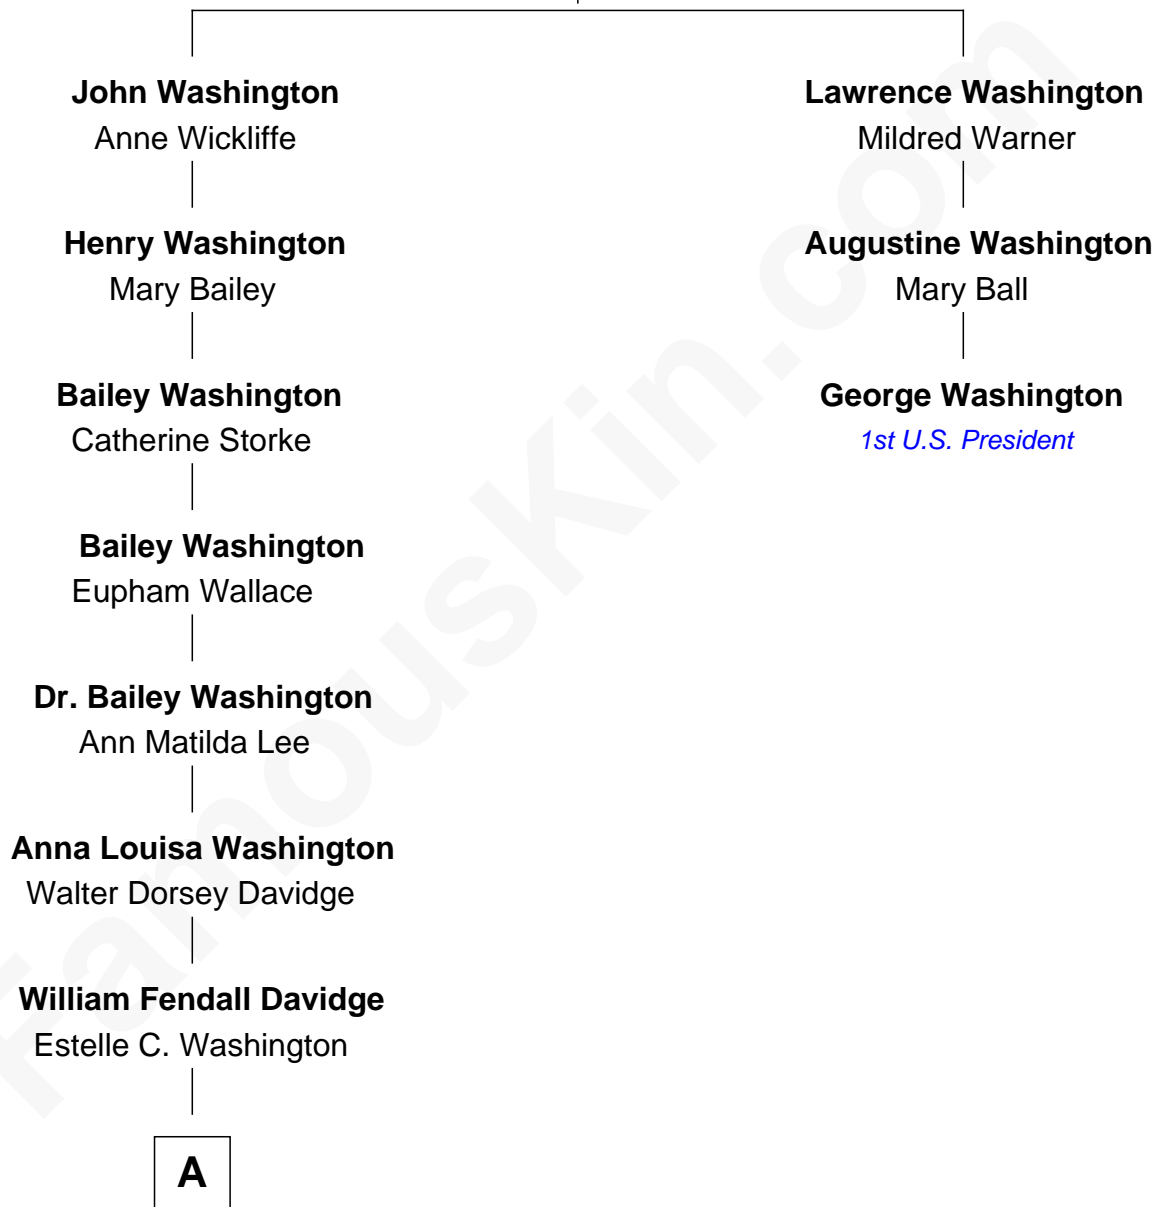 John Washington
Anne Wickliffe
Henry Washington
Mary Bailey
Bailey Washington
Catherine Storke
Bailey Washington
Eupham Wallace
Dr. Bailey Washington
Ann Matilda Lee
Anna Louisa Washington
Walter Dorsey Davidge
William Fendall Davidge
Estelle C. Washington
A
Lawrence Washington
Mildred Warner
Augustine Washington
Mary Ball
George Washington
1st U.S. President
FamousKin.com